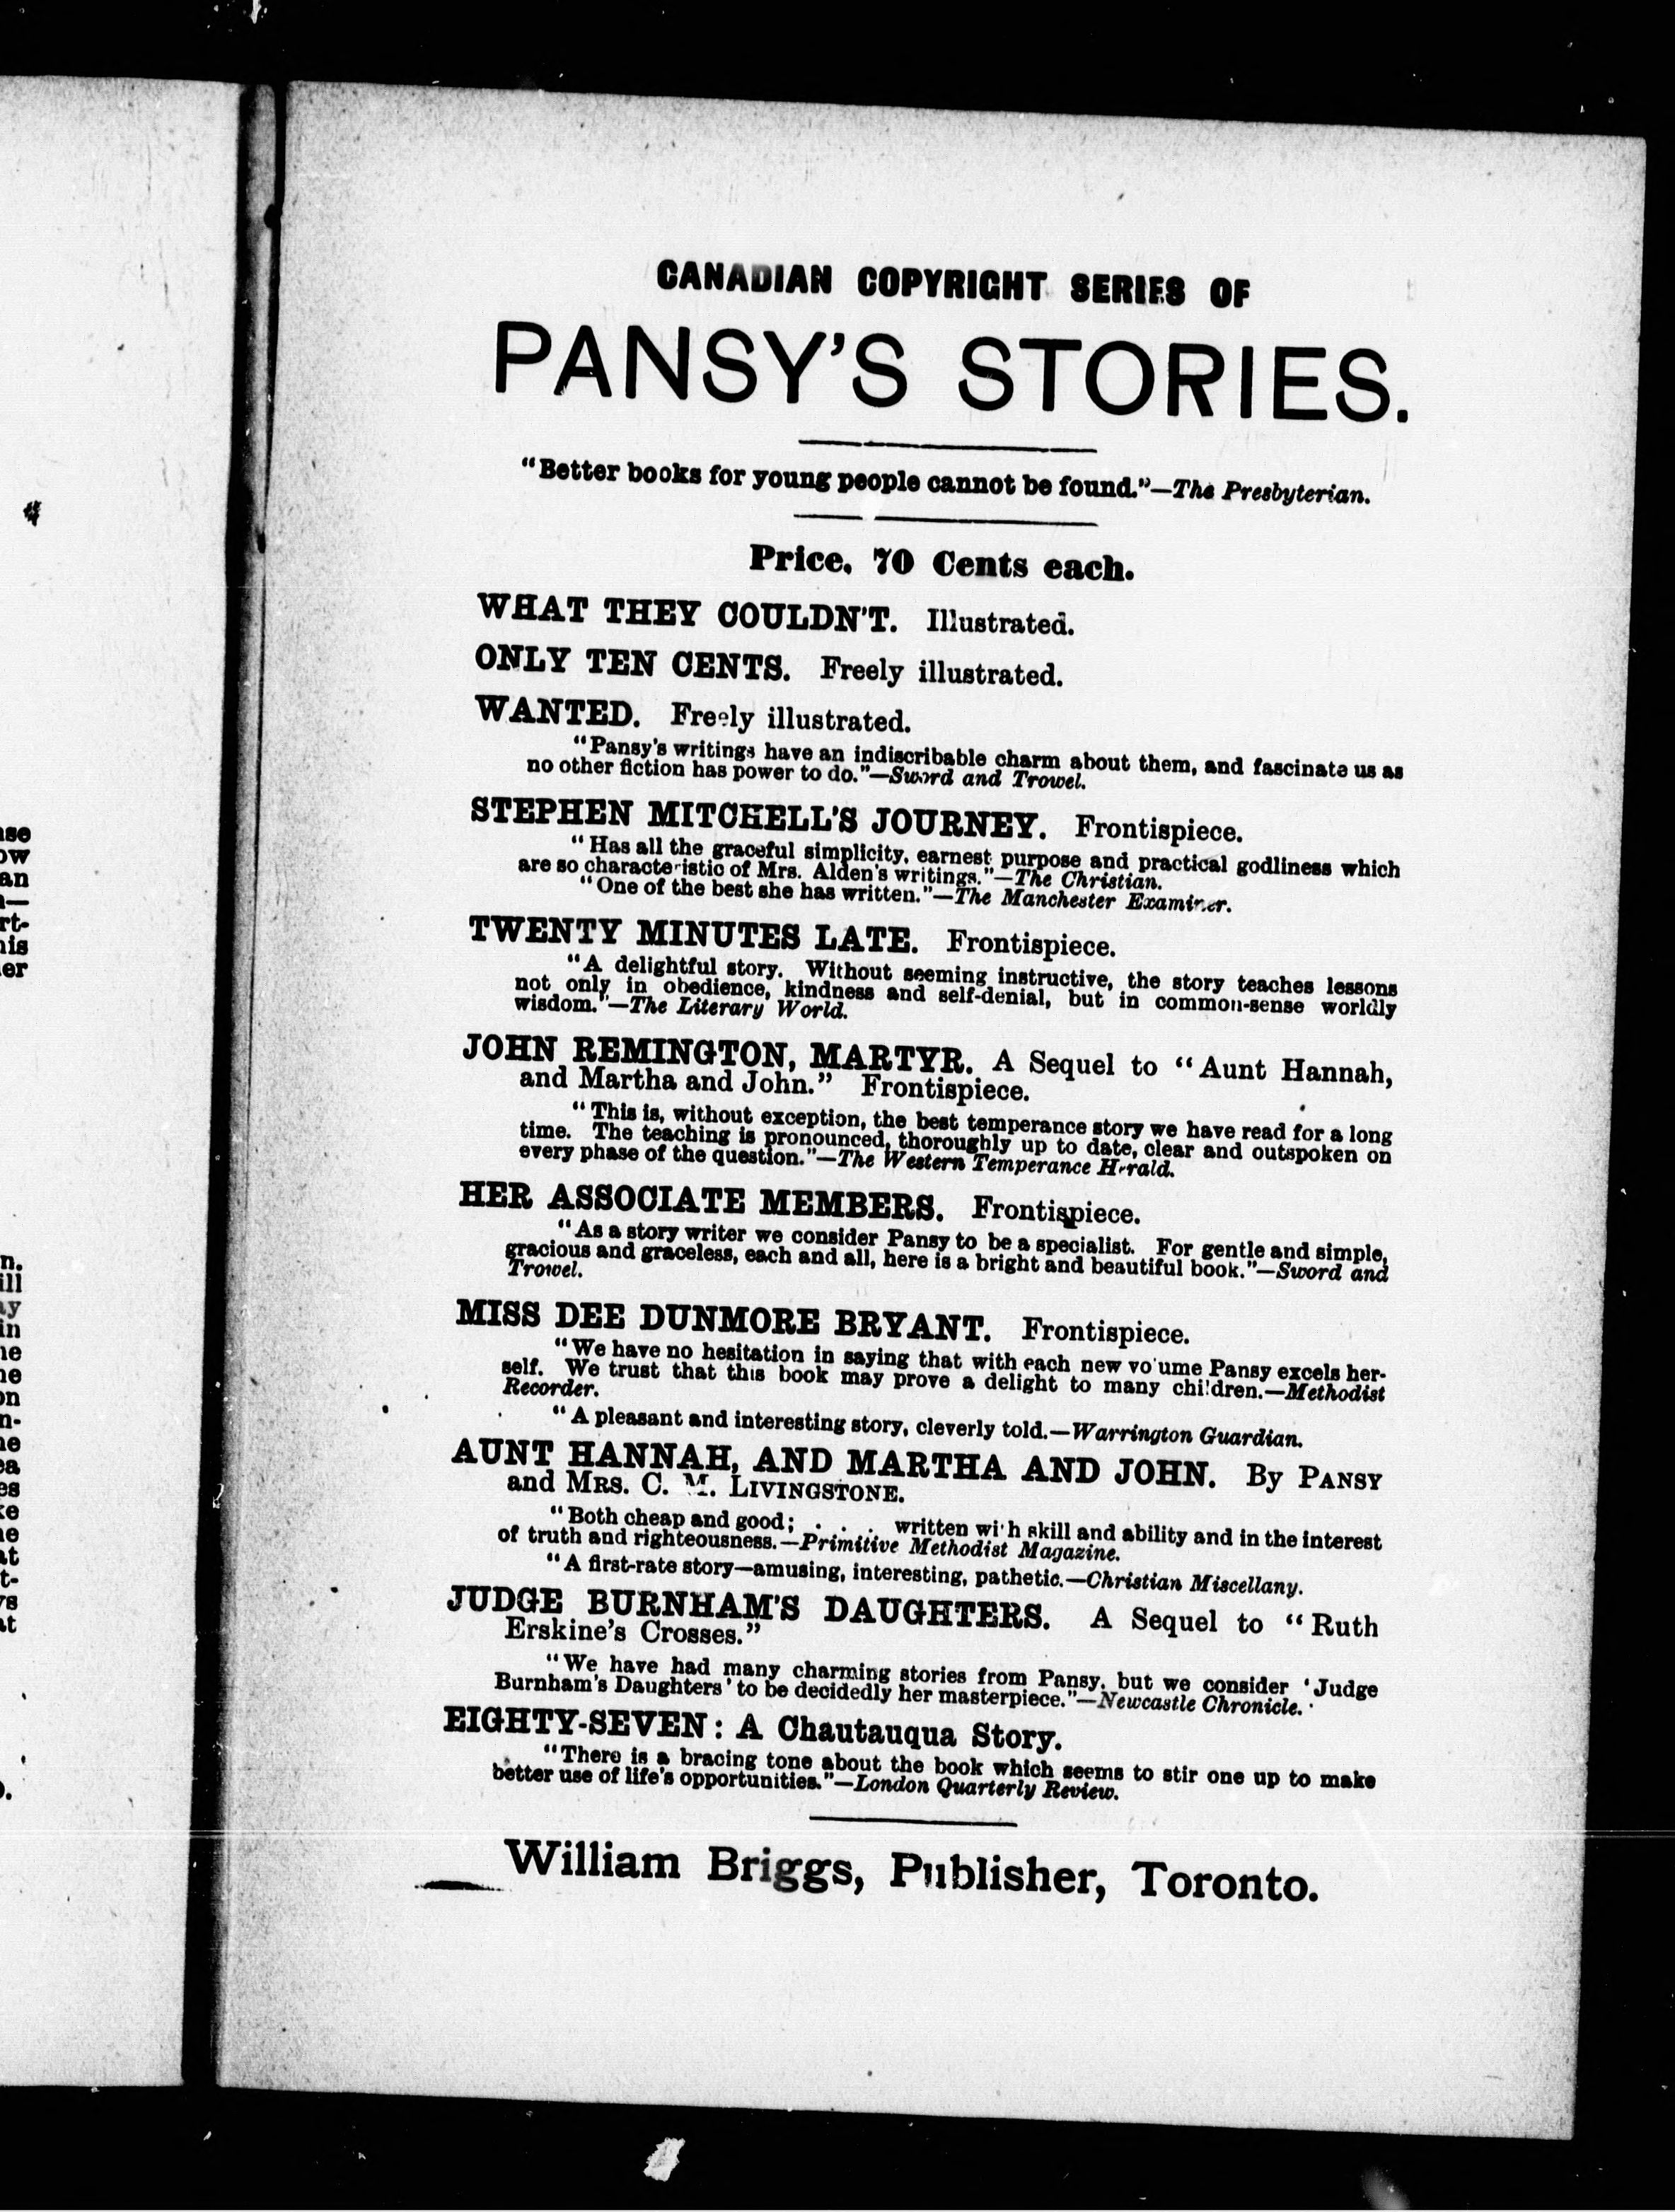 CANADIAN COPYRIGHT SERIES OF
PANSY'S STORIES.
"Better books for young people cannot be found."—The Presbyterian.
Price, 70 Cents each.
WHAT THEY COULDN'T. Illustrated.
ONLY TEN CENTS. Freely illustrated.
WANTED. Freely illustrated.
"Pansy's writings have an indiscribable charm about them, and fascinate us as
no other fiction has power to do."—Sword and Trowel.
STEPHEN MITCHELL'S JOURNEY. Frontispiece.
"Has all the graceful simplicity, earnest purpose and practical godliness which
are so characteristic of Mrs. Alden's writings."—The Christian.
"One of the best she has written."—The Manchester Examiner.
TWENTY MINUTES LATE. Frontispiece.
"A delightful story. Without seeming instructive, the story teaches lessons
not only in obedience, kindness and self-denial, but in common-sense worldly
wisdom."—The Literary World.
JOHN REMINGTON, MARTYR. A Sequel to "Aunt Hannah,
and Martha and John." Frontispiece.
"This is, without exception, the best temperance story we have read for a long
time. The teaching is pronounced, thoroughly up to date, clear and outspoken on
every phase of the question."—The Western Temperance Herald.
HER ASSOCIATE MEMBERS. Frontispiece.
"As a story writer we consider Pansy to be a specialist. For gentle and simple,
gracious and graceless, each and all, here is a bright and beautiful book."—Sword and
Trowel.
MISS DEE DUNMORE BRYANT. Frontispiece.
"We have no hesitation in saying that with each new volume Pansy excels her-
self. We trust that this book may prove a delight to many children.—Methodist
Recorder.
"A pleasant and interesting story, cleverly told.—Warrington Guardian.
AUNT HANNAH, AND MARTHA AND JOHN. By PANSY
and MRS. C. M. LIVINGSTONE.
"Both cheap and good; . . . written with skill and ability and in the interest
of truth and righteousness.—Primitive Methodist Magazine.
"A first-rate story—amusing, interesting, pathetic.—Christian Miscellany.
JUDGE BURNHAM'S DAUGHTERS. A Sequel to "Ruth
Erskine's Crosses."
"We have had many charming stories from Pansy, but we consider 'Judge
Burnham's Daughters' to be decidedly her masterpiece."—Newcastle Chronicle.
EIGHTY-SEVEN: A Chautauqua Story.
"There is a bracing tone about the book which seems to stir one up to make
better use of life's opportunities."—London Quarterly Review.
William Briggs, Publisher, Toronto.